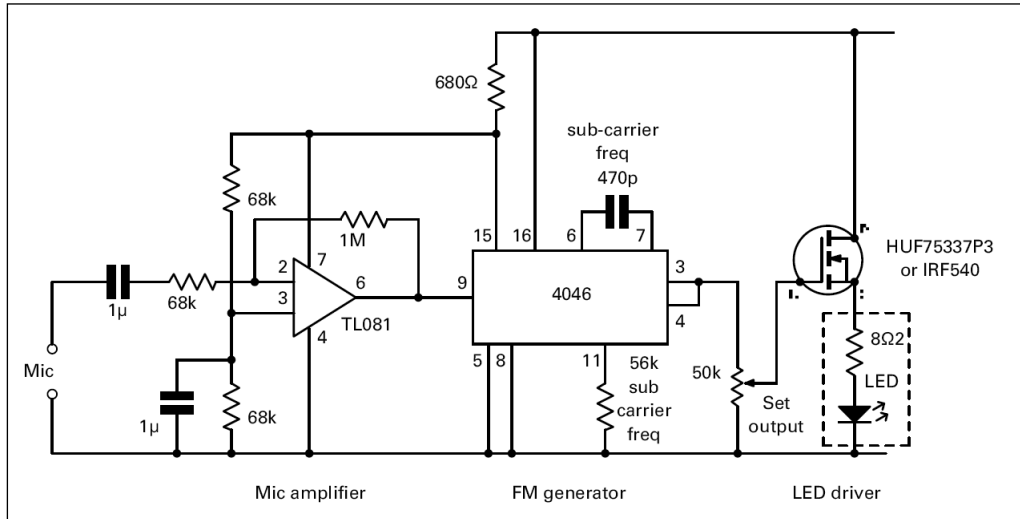 680Ω
sub-carrier
freq
470p
68k
1M
15
16
6
7
HUF75337P3
or IRF540
2
7
3
6
9
4046
3
4
1µ
68k
TL081
4
5
8
11
8Ω2
LED
Mic
56k
sub
carrier
freq
50k
Set
output
1µ
68k
Mic amplifier
FM generator
LED driver